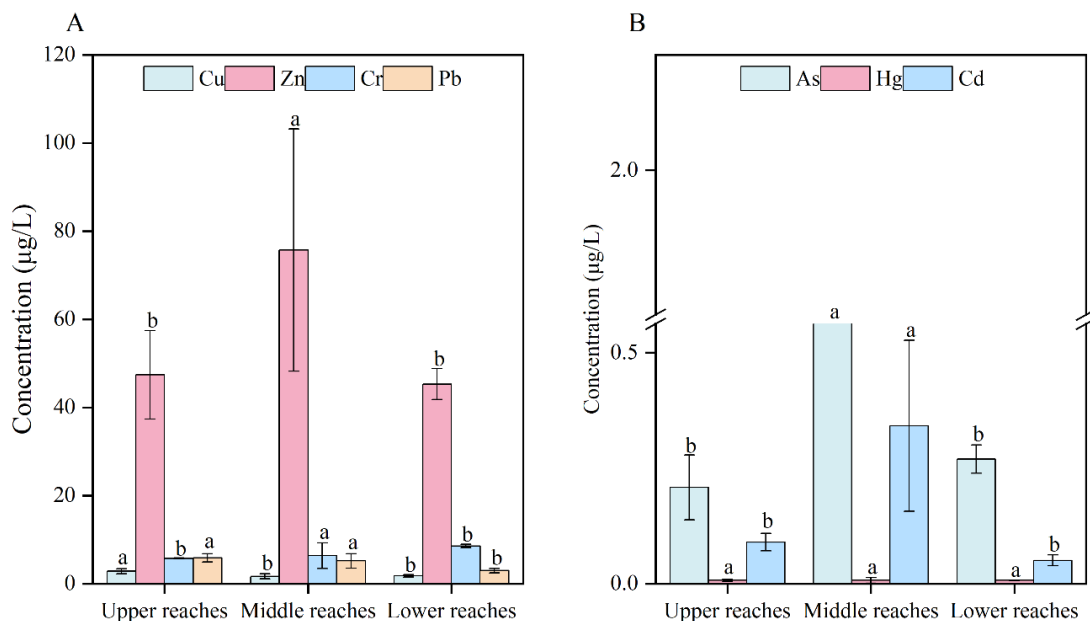 A
Concentration (µg/L)
120
100
80
60
40
20
0
Cu Zn Cr Pb
b
a
b
a b a
b a a
b b b
Upper reaches Middle reaches Lower reaches
B
Concentration (µg/L)
2.0
0.5
0.0
As Hg Cd
b a b
a a a
b a b
Upper reaches Middle reaches Lower reaches